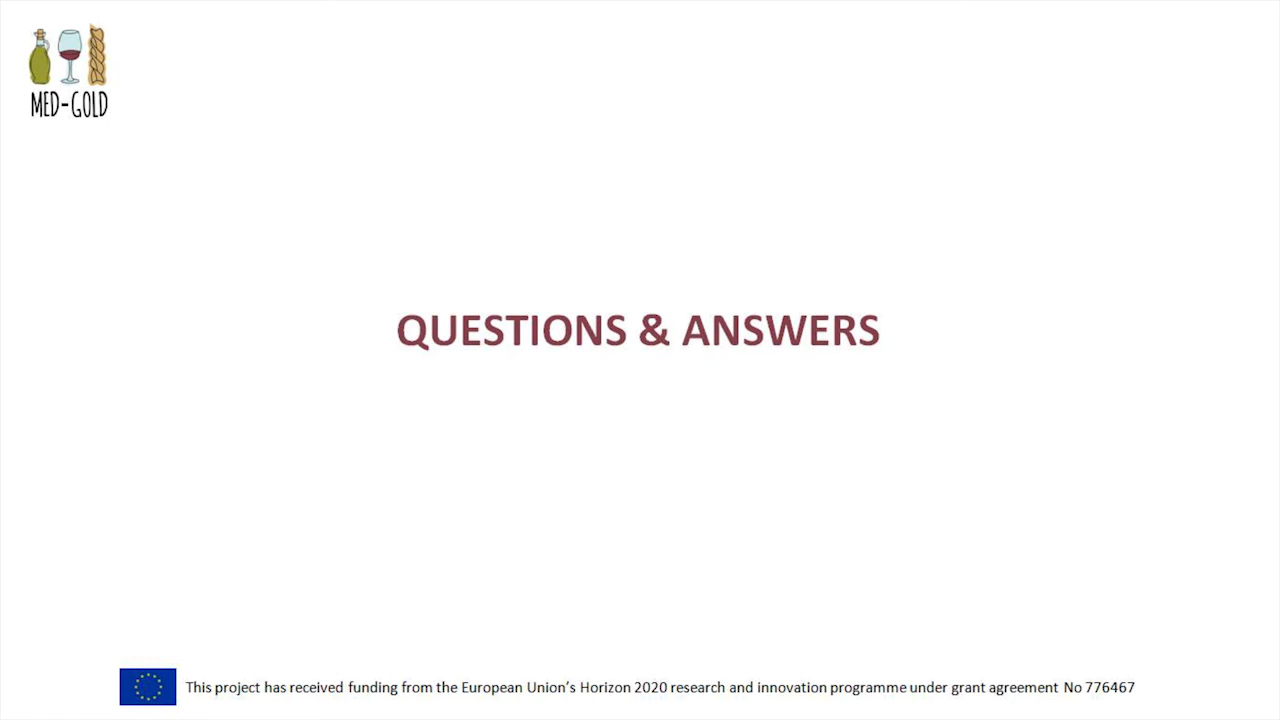 MED-GOLD
QUESTIONS & ANSWERS
This project has received funding from the European Union’s Horizon 2020 research and innovation programme under grant agreement No 776467